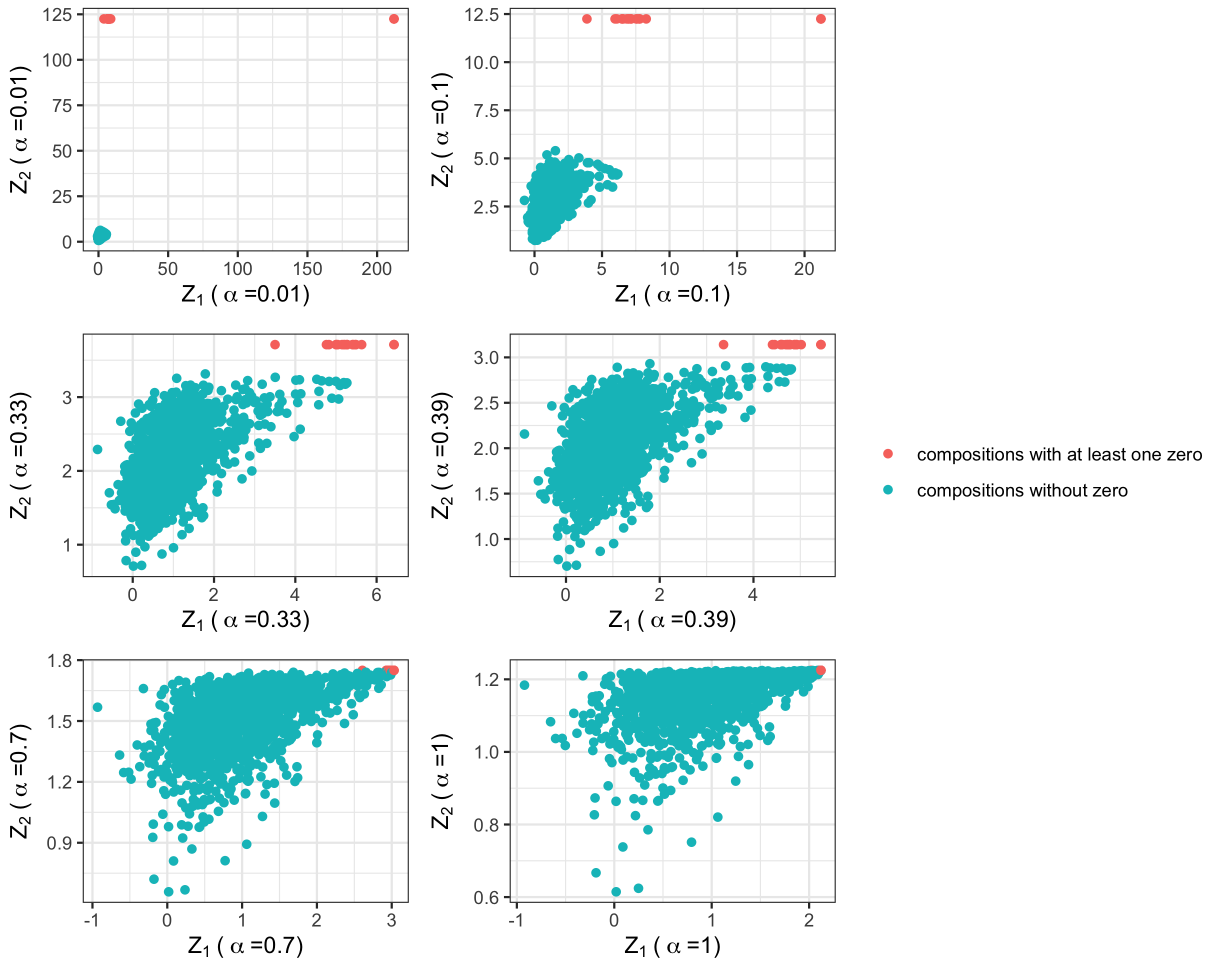 125
100
75
50
25
0
Z2 ( α =0.01)
0 50 100 150 200
Z1 ( α =0.01)
12.5
10.0
7.5
5.0
2.5
Z2 ( α =0.1)
0 5 10 15 20
Z1 ( α =0.1)
3
2
1
Z2 ( α =0.33)
0 2 4 6
Z1 ( α =0.33)
3.0
2.5
2.0
1.5
1.0
Z2 ( α =0.39)
0 2 4
Z1 ( α =0.39)
compositions with at least one zero
compositions without zero
1.8
1.5
1.2
0.9
Z2 ( α =0.7)
-1 0 1 2 3
Z1 ( α =0.7)
1.2
1.0
0.8
0.6
Z2 ( α =1)
-1 0 1 2
Z1 ( α =1)